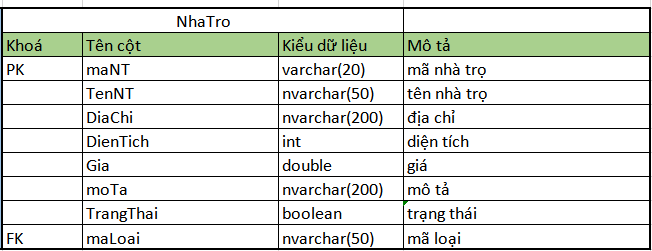 NhaTro
Khoá Tên cột Kiểu dữ liệu Mô tả
PK maNT varchar(20) mã nhà trọ
TenNT nvarchar(50) tên nhà trọ
DiaChi nvarchar(200) địa chỉ
DienTich int diện tích
Gia double giá
moTa nvarchar(200) mô tả
TrangThai boolean trạng thái
FK maLoai nvarchar(50) mã loại